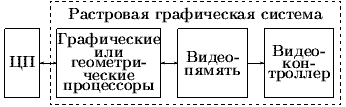 Растровая графическая система
ЦП
Графические
или
геометри-
ческие
процессоры
Видео-
память
Видео-
кон-
троллер